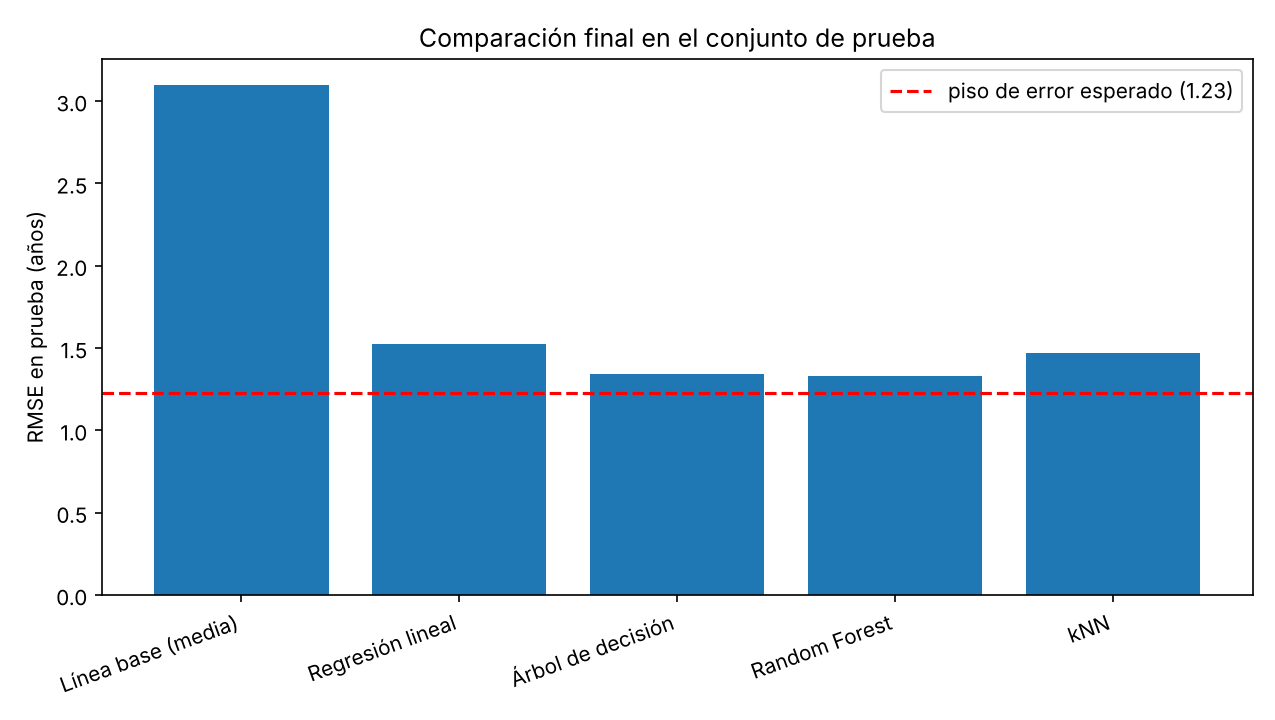 Comparación final en el conjunto de prueba
piso de error esperado (1.23)
RMSE en prueba (años)
3.0
2.5
2.0
1.5
1.0
0.5
0.0
Línea base (media)
Regresión lineal
Árbol de decisión
Random Forest
kNN